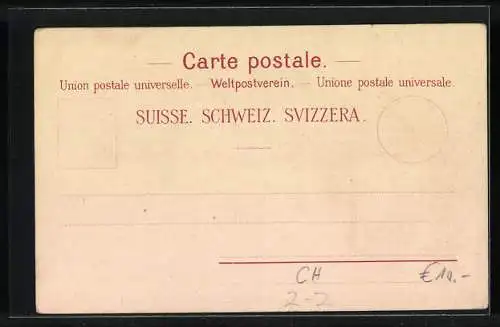 — Carte postale. —
Union postale universelle. — Weltpostverein. — Unione postale universale.
SUISSE. SCHWEIZ. SVIZZERA.
CH €10.-
2-2